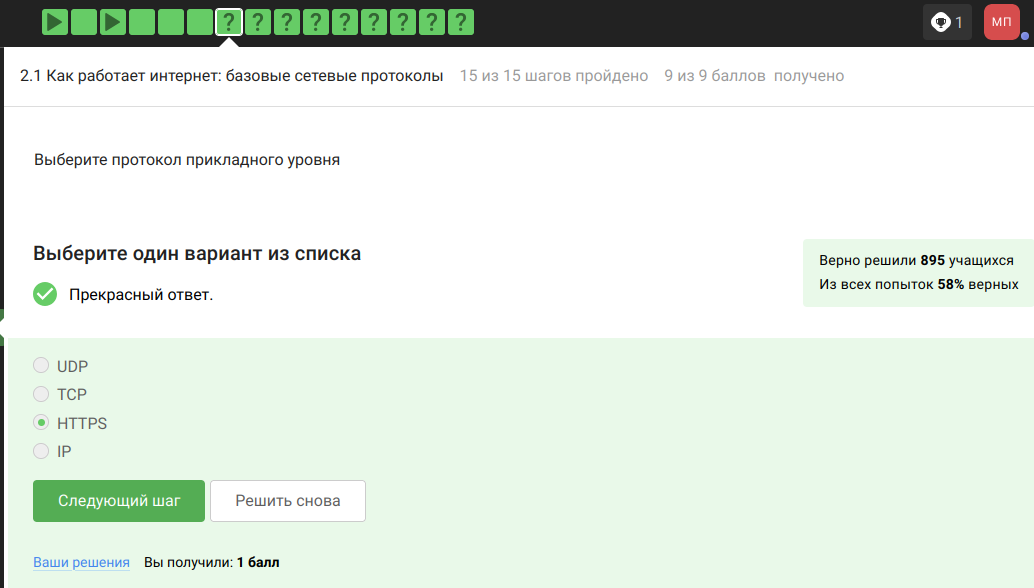 ? ? ? ? ? ? ? ? ?
1
МП
2.1 Как работает интернет: базовые сетевые протоколы 15 из 15 шагов пройдено 9 из 9 баллов получено
Выберите протокол прикладного уровня
Выберите один вариант из списка
Прекрасный ответ.
Верно решили 895 учащихся
Из всех попыток 58% верных
UDP
TCP
HTTPS
IP
Следующий шаг Решить снова
Ваши решения Вы получили: 1 балл